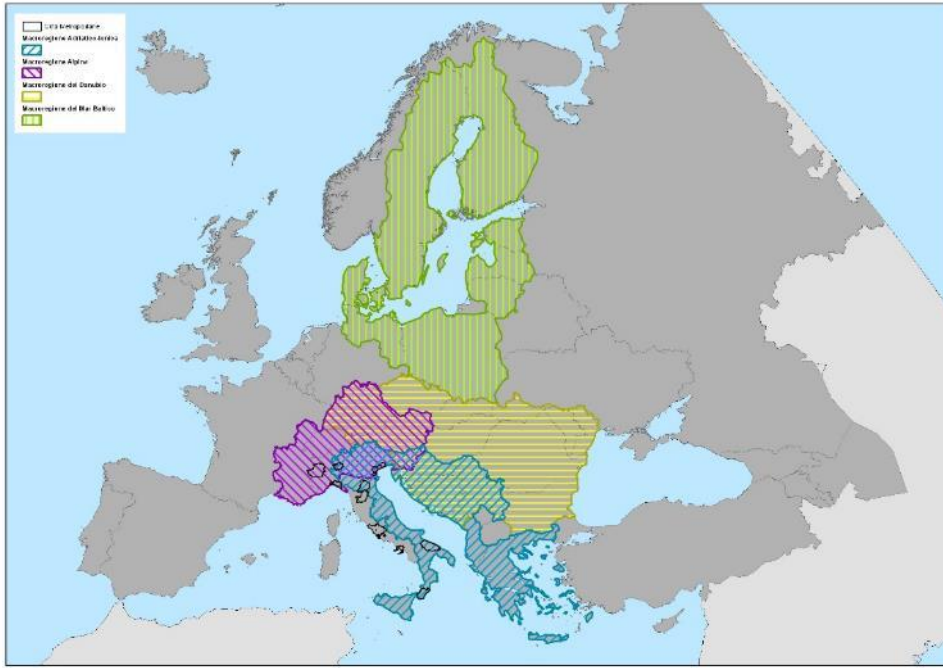 Città Metropolitane
Macroregione Adriatico Ionica
Macroregione Alpina
Macroregione del Danubio
Macroregione del Mar Baltico